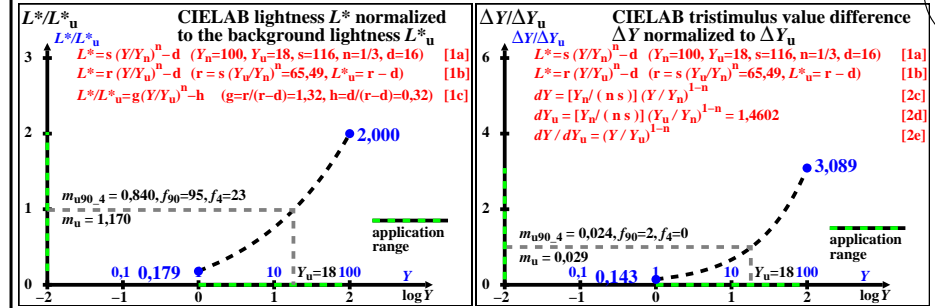 L*/L*u CIELAB lightness L* normalized
L*/L*u to the background lightness L*u
3 L*=s (Y/Yn)^n−d (Yn=100, Yu=18, s=116, n=1/3, d=16) [1a]
L*=r (Y/Yu)^n−d (r = s (Yu/Yn)^n=65,49, L*u= r − d) [1b]
L*/L*u=g(Y/Yu)^n−h (g=r/(r−d)=1,32, h=d/(r−d)=0,32) [1c]
2 2,000
mu90_4 = 0,840, f90=95, f4=23
1
mu = 1,170
application
range
0 0,1 0,179 10 Yu=18 100 Y
−2 −1 0 1 2 log Y
ΔY/ΔYu CIELAB tristimulus value difference
ΔY/ΔYu ΔY normalized to ΔYu
6 L*=s (Y/Yn)^n−d (Yn=100, Yu=18, s=116, n=1/3, d=16) [1a]
L*=r (Y/Yu)^n−d (r = s (Yu/Yn)^n=65,49, L*u= r − d) [1b]
dY = [Yn / ( n s )] (Y / Yn)^1−n [2c]
dYu = [Yn / ( n s )] (Yu / Yn)^1−n = 1,4602 [2d]
4 dY / dYu = (Y / Yu)^1−n [2e]
3,089
2
mu90_4 = 0,024, f90=2, f4=0
mu = 0,029
application
range
0 0,1 0,143 1 10 Yu=18 100 Y
−2 −1 0 1 2 log Y